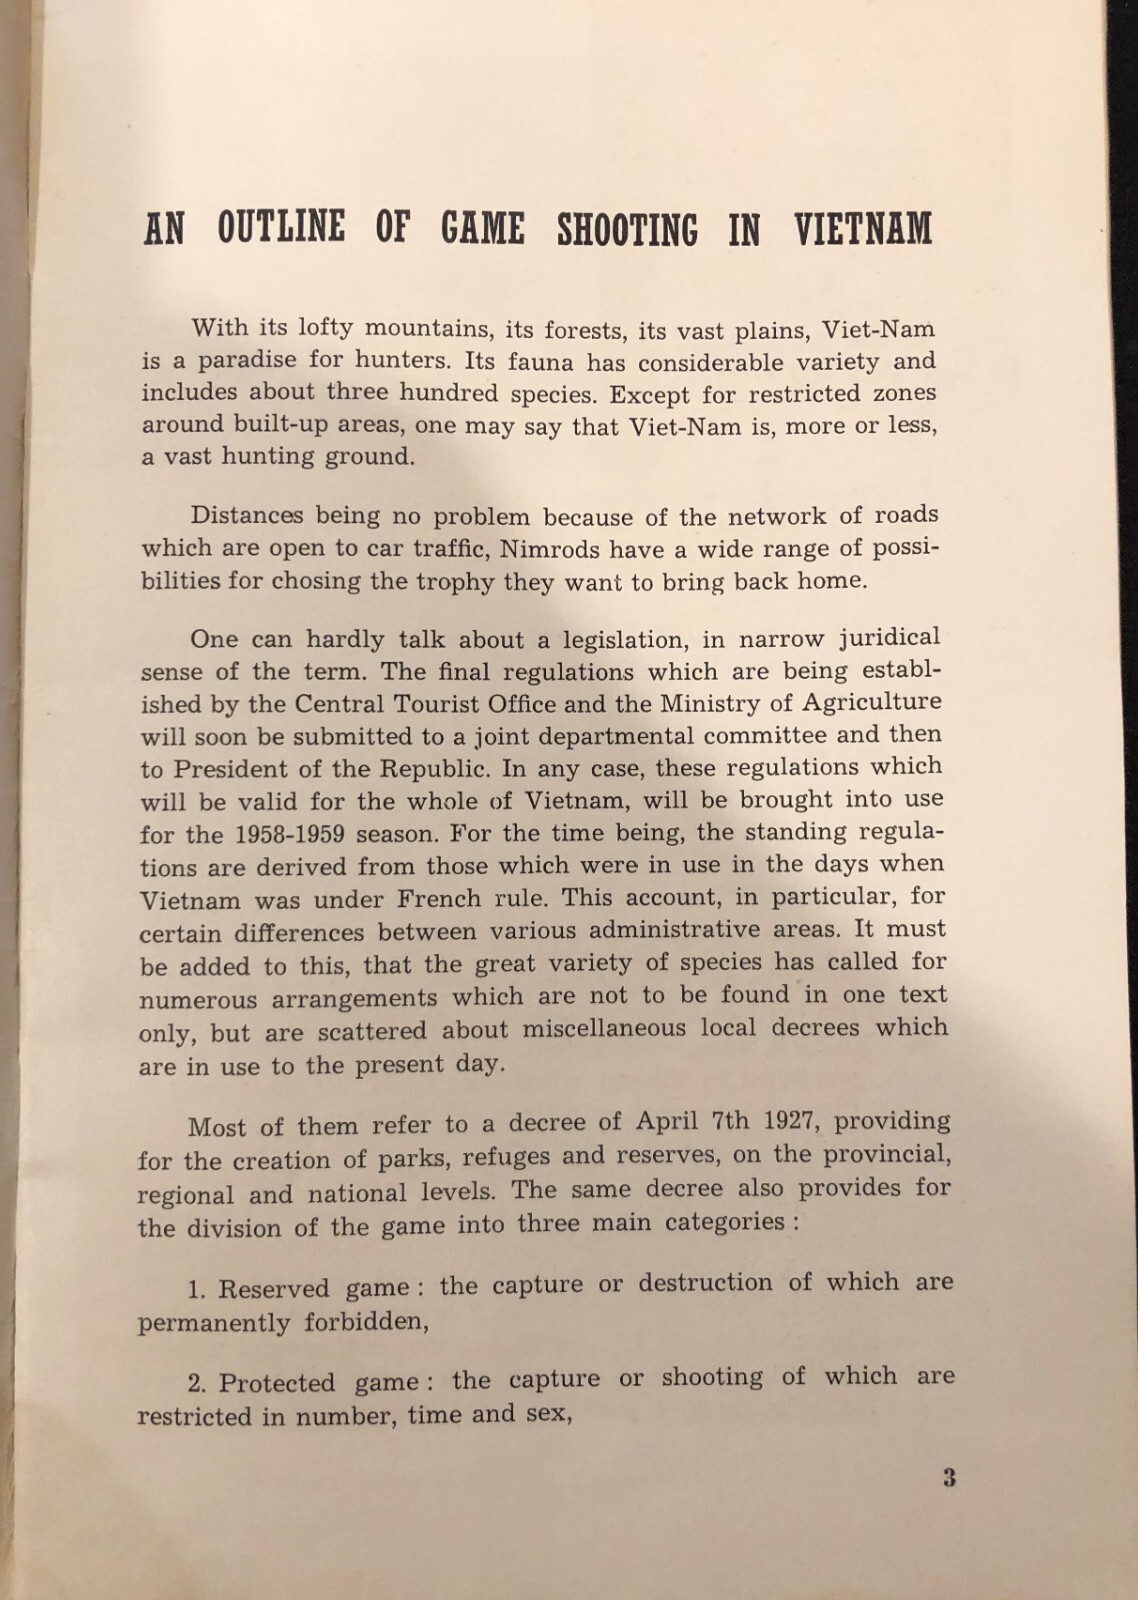 AN OUTLINE OF GAME SHOOTING IN VIETNAM
With its lofty mountains, its forests, its vast plains, Viet-Nam
is a paradise for hunters. Its fauna has considerable variety and
includes about three hundred species. Except for restricted zones
around built-up areas, one may say that Viet-Nam is, more or less,
a vast hunting ground.
Distances being no problem because of the network of roads
which are open to car traffic, Nimrods have a wide range of possi-
bilities for chosing the trophy they want to bring back home.
One can hardly talk about a legislation, in narrow juridical
sense of the term. The final regulations which are being establ-
ished by the Central Tourist Office and the Ministry of Agriculture
will soon be submitted to a joint departmental committee and then
to President of the Republic. In any case, these regulations which
will be valid for the whole of Vietnam, will be brought into use
for the 1958-1959 season. For the time being, the standing regula-
tions are derived from those which were in use in the days when
Vietnam was under French rule. This account, in particular, for
certain differences between various administrative areas. It must
be added to this, that the great variety of species has called for
numerous arrangements which are not to be found in one text
only, but are scattered about miscellaneous local decrees which
are in use to the present day.
Most of them refer to a decree of April 7th 1927, providing
for the creation of parks, refuges and reserves, on the provincial,
regional and national levels. The same decree also provides for
the division of the game into three main categories :
1. Reserved game : the capture or destruction of which are
permanently forbidden,
2. Protected game : the capture or shooting of which are
restricted in number, time and sex,
3